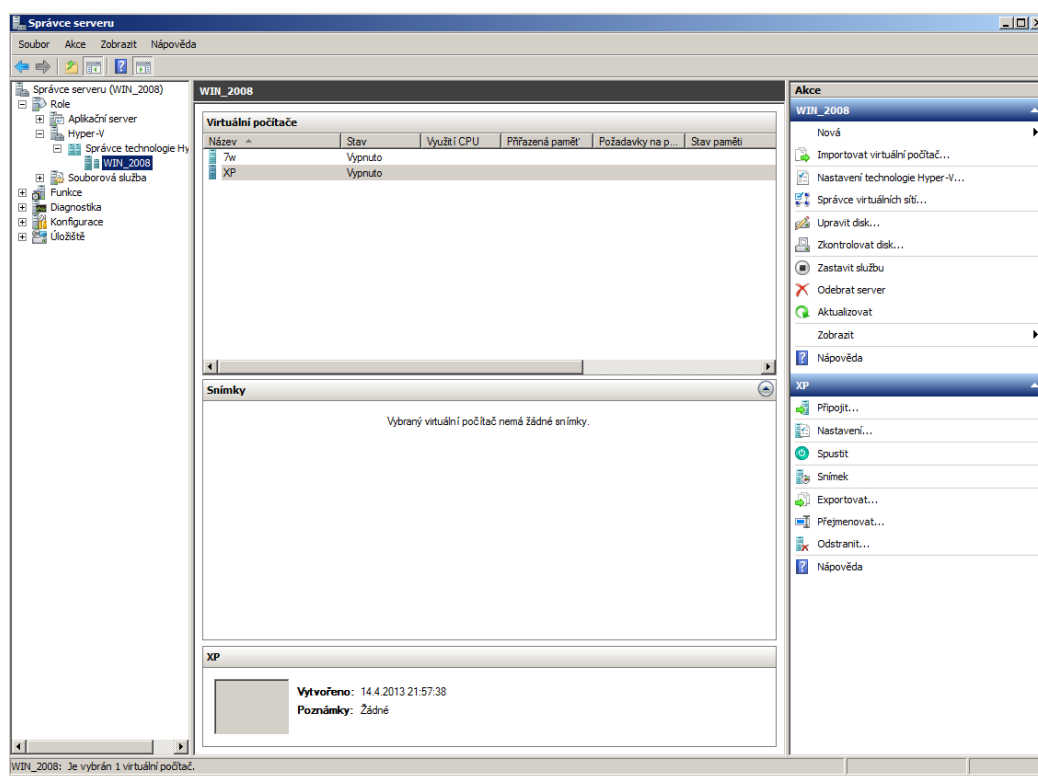 Správce serveru
Soubor Akce Zobrazit Nápověda
Správce serveru (WIN_2008)
Role
Aplikační server
Hyper-V
Správce technologie Hy
WIN_2008
Souborová služba
Funkce
Diagnostika
Konfigurace
Úložiště
WIN_2008
Virtuální počítače
Název Stav Využití CPU Přiřazená paměť Požadavky na p... Stav paměti
7w Vypnuto
XP Vypnuto
Snímky
Vybraný virtuální počítač nemá žádné snímky.
XP
Vytvořeno: 14.4.2013 21:57:38
Poznámky: Žádné
Akce
WIN_2008
Nová
Importovat virtuální počítač...
Nastavení technologie Hyper-V...
Správce virtuálních sítí...
Upravit disk...
Zkontrolovat disk...
Zastavit službu
Odebrat server
Aktualizovat
Zobrazit
Nápověda
XP
Připojit...
Nastavení...
Spustit
Snímek
Exportovat...
Přejmenovat...
Odstranit...
Nápověda
WIN_2008: Je vybrán 1 virtuální počítač.